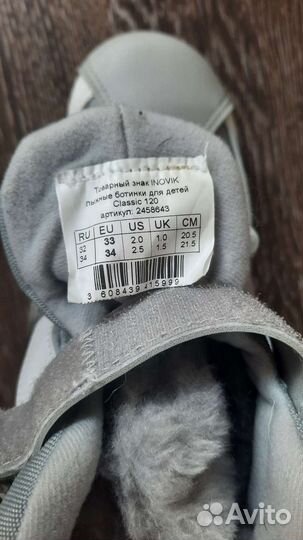 Товарный знак INOVIK
лыжные ботинки для детей
Classic 120
артикул: 2458643
RU EU US UK CM
32 33 2.0 1.0 20.5
34 34 2.5 1.5 21.5
3 608439 415999
Avito